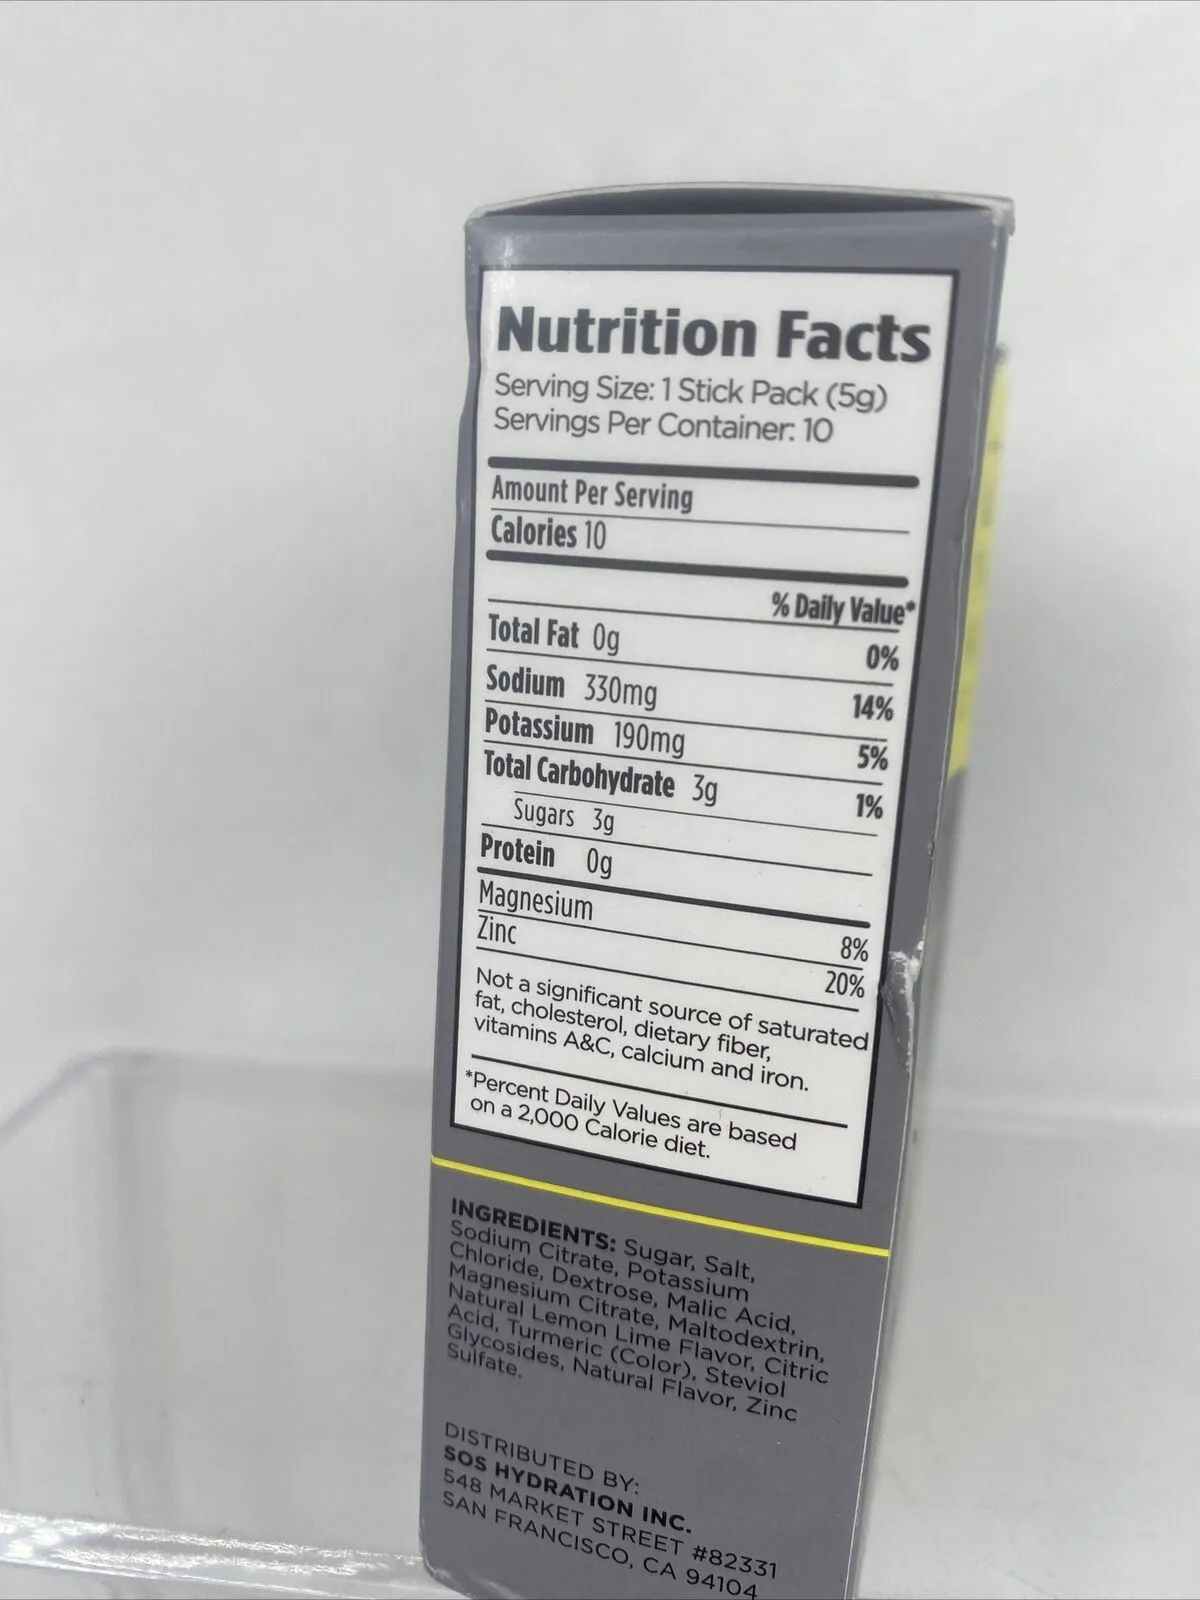 Nutrition Facts
Serving Size: 1 Stick Pack (5g)
Servings Per Container: 10
Amount Per Serving
Calories 10
% Daily Value*
Total Fat 0g 0%
Sodium 330mg 14%
Potassium 190mg 5%
Total Carbohydrate 3g 1%
Sugars 3g
Protein 0g
Magnesium 8%
Zinc 20%
Not a significant source of saturated
fat, cholesterol, dietary fiber,
vitamins A&C, calcium and iron.
*Percent Daily Values are based
on a 2,000 Calorie diet.
INGREDIENTS: Sugar, Salt,
Sodium Citrate, Potassium
Chloride, Dextrose, Malic Acid,
Magnesium Citrate, Maltodextrin,
Natural Lemon Lime Flavor, Citric
Acid, Turmeric (Color), Steviol
Glycosides, Natural Flavor, Zinc
Sulfate.
DISTRIBUTED BY:
SOS HYDRATION INC.
548 MARKET STREET #82331
SAN FRANCISCO, CA 94104